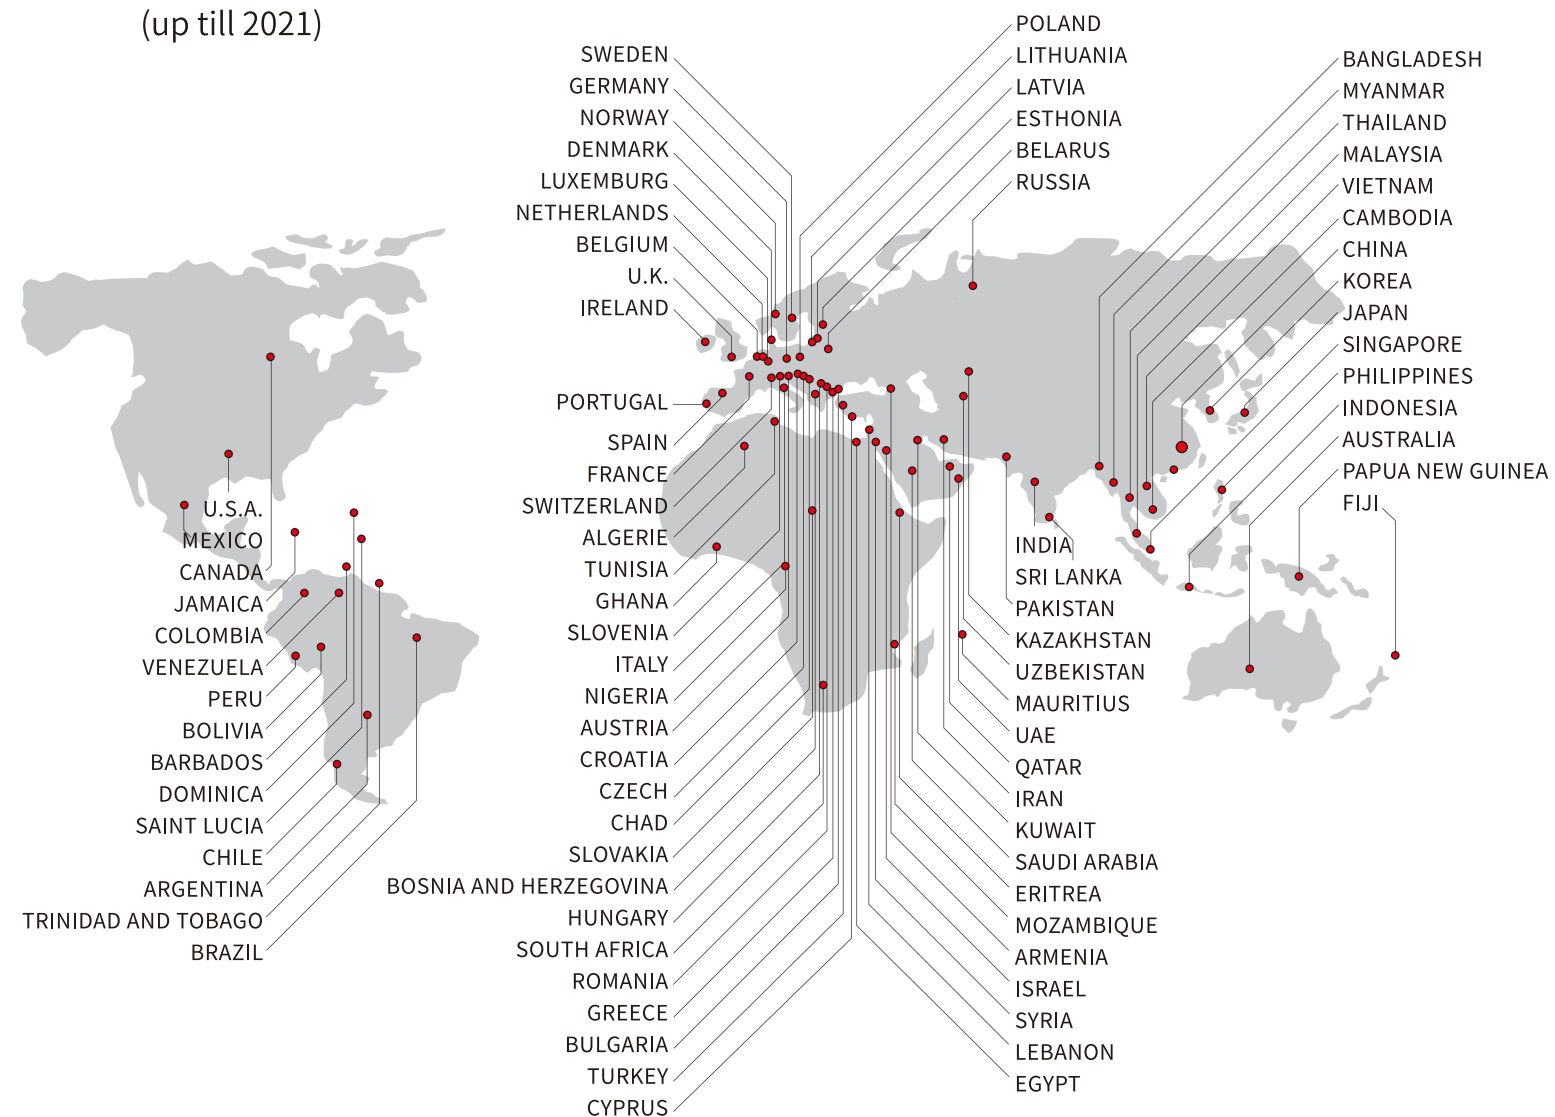 (up till 2021)
SWEDEN
GERMANY
NORWAY
DENMARK
LUXEMBURG
NETHERLANDS
BELGIUM
U.K.
IRELAND
PORTUGAL
SPAIN
FRANCE
SWITZERLAND
ALGERIE
TUNISIA
GHANA
SLOVENIA
ITALY
NIGERIA
AUSTRIA
CROATIA
CZECH
CHAD
SLOVAKIA
BOSNIA AND HERZEGOVINA
HUNGARY
SOUTH AFRICA
ROMANIA
GREECE
BULGARIA
TURKEY
CYPRUS
U.S.A.
MEXICO
CANADA
JAMAICA
COLOMBIA
VENEZUELA
PERU
BOLIVIA
BARBADOS
DOMINICA
SAINT LUCIA
CHILE
ARGENTINA
TRINIDAD AND TOBAGO
BRAZIL
POLAND
LITHUANIA
LATVIA
ESTHONIA
BELARUS
RUSSIA
INDIA
SRI LANKA
PAKISTAN
KAZAKHSTAN
UZBEKISTAN
MAURITIUS
UAE
QATAR
IRAN
KUWAIT
SAUDI ARABIA
ERITREA
MOZAMBIQUE
ARMENIA
ISRAEL
SYRIA
LEBANON
EGYPT
BANGLADESH
MYANMAR
THAILAND
MALAYSIA
VIETNAM
CAMBODIA
CHINA
KOREA
JAPAN
SINGAPORE
PHILIPPINES
INDONESIA
AUSTRALIA
PAPUA NEW GUINEA
FIJI